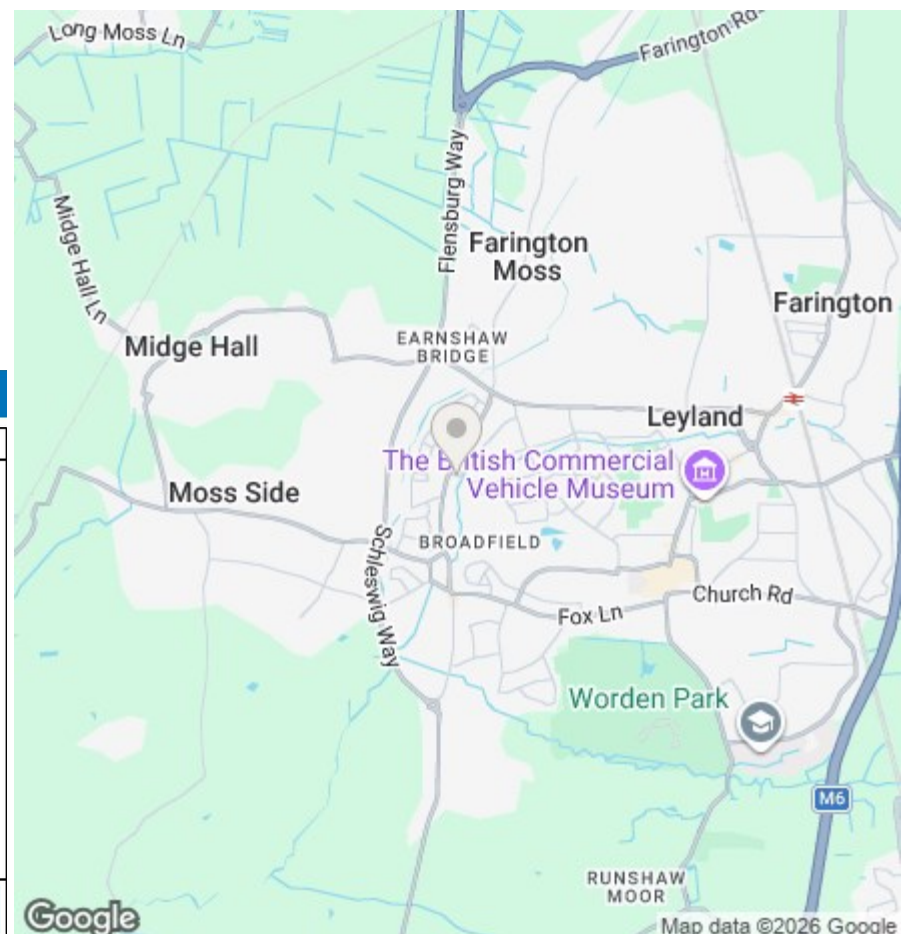 Long Moss Ln
Farington Rd
Flensburg Way
Midge Hall Ln
Farington
Moss
Farington
EARNSHAW
BRIDGE
Midge Hall
Leyland
The British Commercial
Vehicle Museum
Moss Side
BROADFIELD
Schleswig Way
Church Rd
Fox Ln
Worden Park
M6
RUNSHAW
MOOR
Google
Map data ©2026 Google